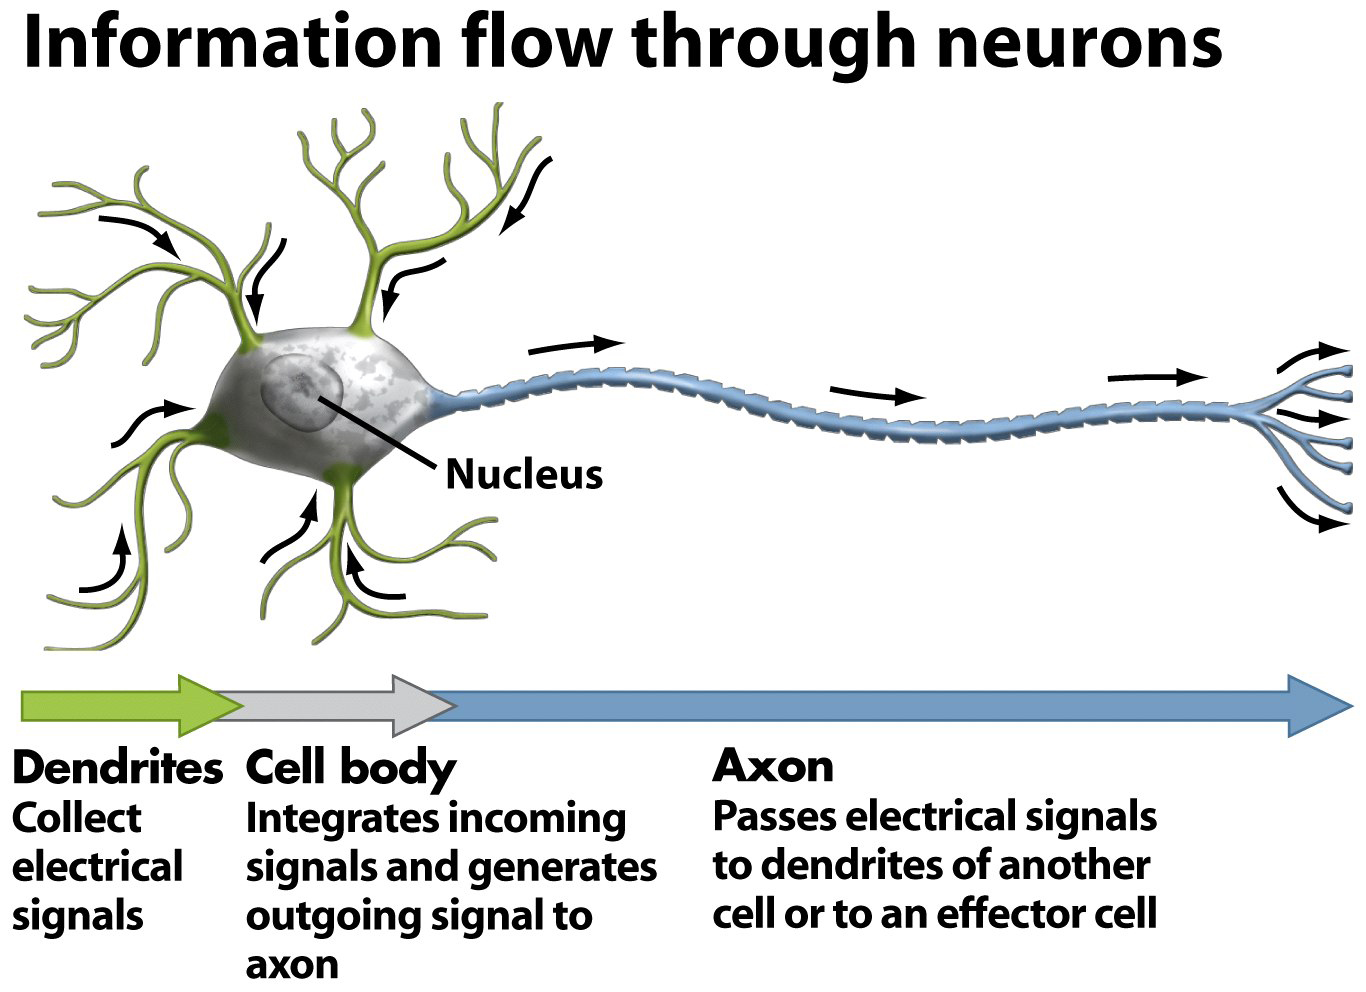 Information flow through neurons
Nucleus
Dendrites
Collect
electrical
signals
Cell body
Integrates incoming
signals and generates
outgoing signal to
axon
Axon
Passes electrical signals
to dendrites of another
cell or to an effector cell